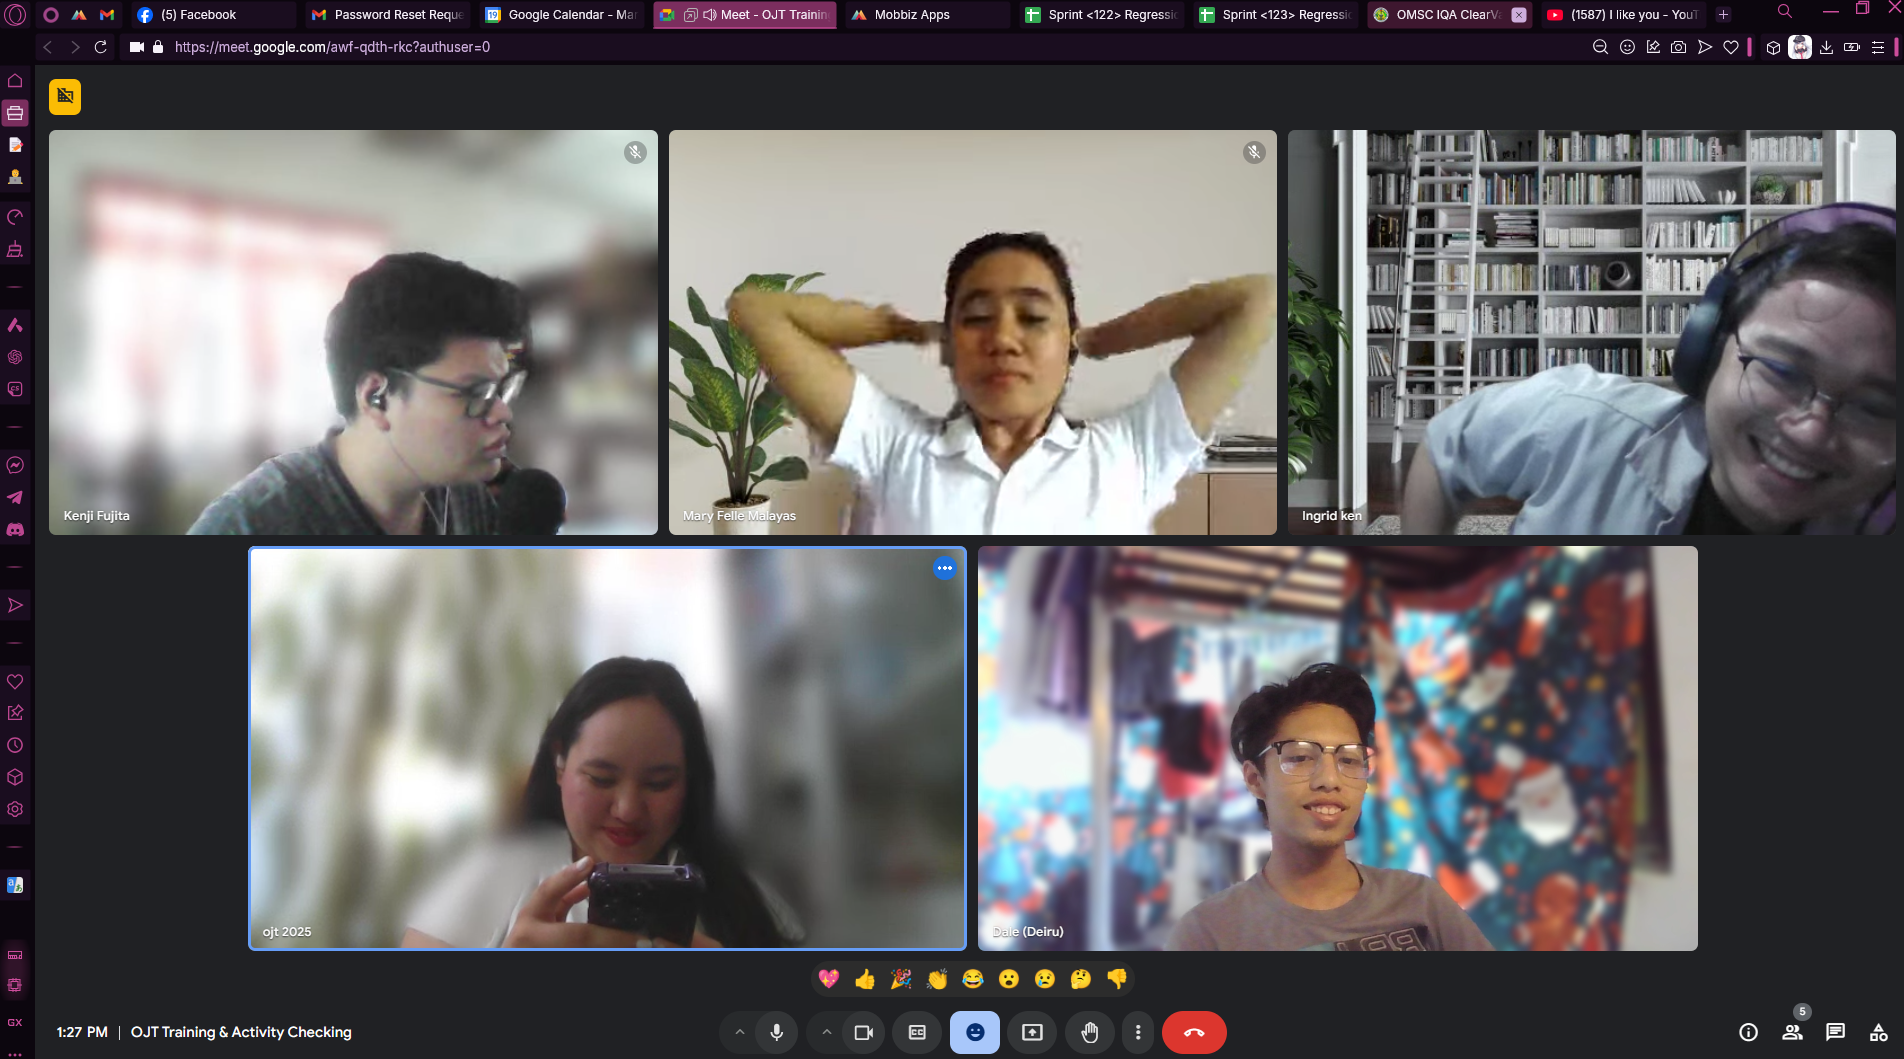 (5) Facebook
Password Reset Reque
Google Calendar - Mar
Meet - OJT Trainin
Mobbiz Apps
Sprint <122> Regressio
Sprint <123> Regressio
OMSC IQA ClearVa
(1587) I like you - YouT
https://meet.google.com/awf-qdth-rkc?authuser=0
Kenji Fujita
Mary Felle Malayas
Ingrid ken
ojt 2025
Dale (Deiru)
1:27 PM | OJT Training & Activity Checking
CC
5
GX